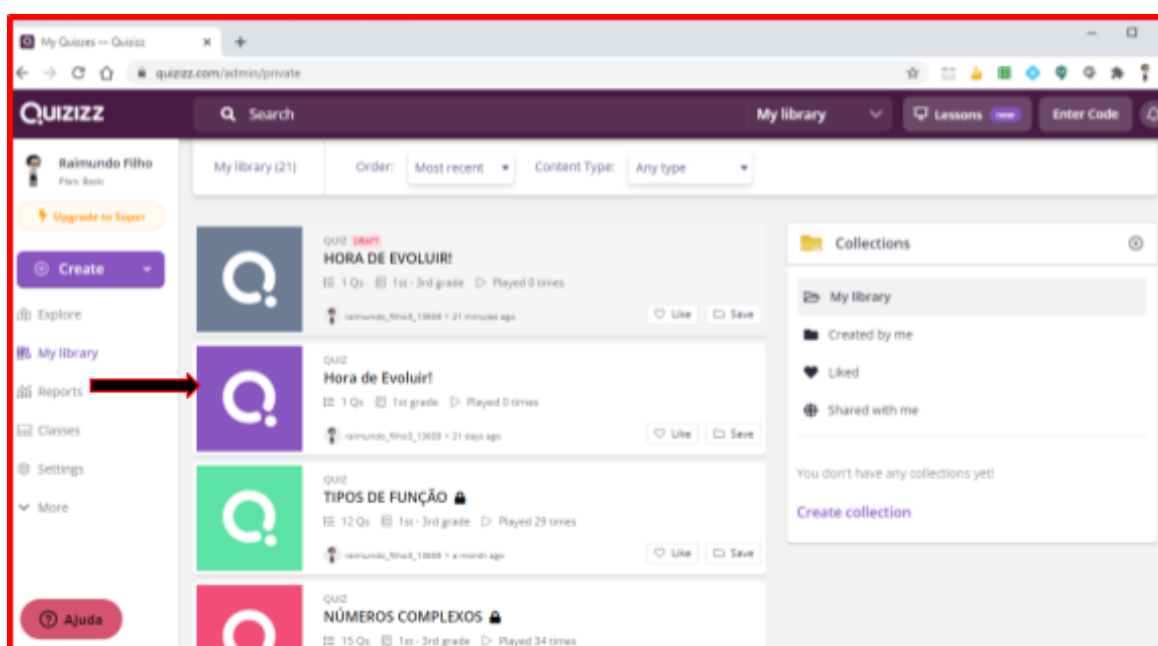 My Quizzes — Quizizz
quizizz.com/admin/private
QUIZIZZ
Search
My library
Lessons new
Enter Code
Raimundo Filho
Plan: Basic
Upgrade to Super
Create
Explore
My library
Reports
Classes
Settings
More
Ajuda
My library (21)
Order: Most recent
Content Type: Any type
QUIZ DRAFT
HORA DE EVOLUIR!
1 Qs 1st - 3rd grade Played 0 times
21 minutes ago
Like Save
QUIZ
Hora de Evoluir!
1 Qs 1st grade Played 0 times
21 days ago
Like Save
QUIZ
TIPOS DE FUNÇÃO
12 Qs 1st - 3rd grade Played 29 times
a month ago
Like Save
QUIZ
NÚMEROS COMPLEXOS
15 Qs 1st - 3rd grade Played 34 times
Collections
My library
Created by me
Liked
Shared with me
You don't have any collections yet!
Create collection